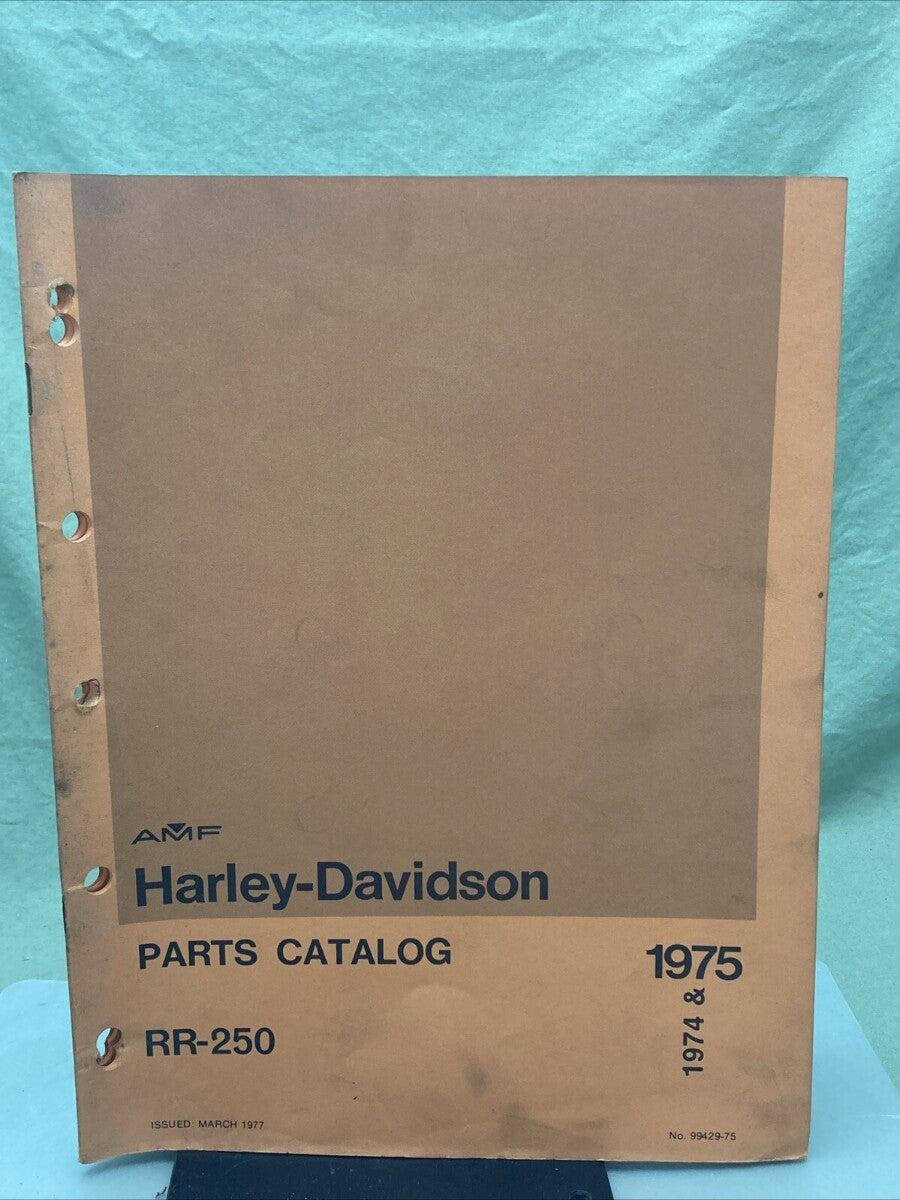 AMF
Harley-Davidson
PARTS CATALOG
1975
1974 &
RR-250
ISSUED: MARCH 1977
No. 99429-75